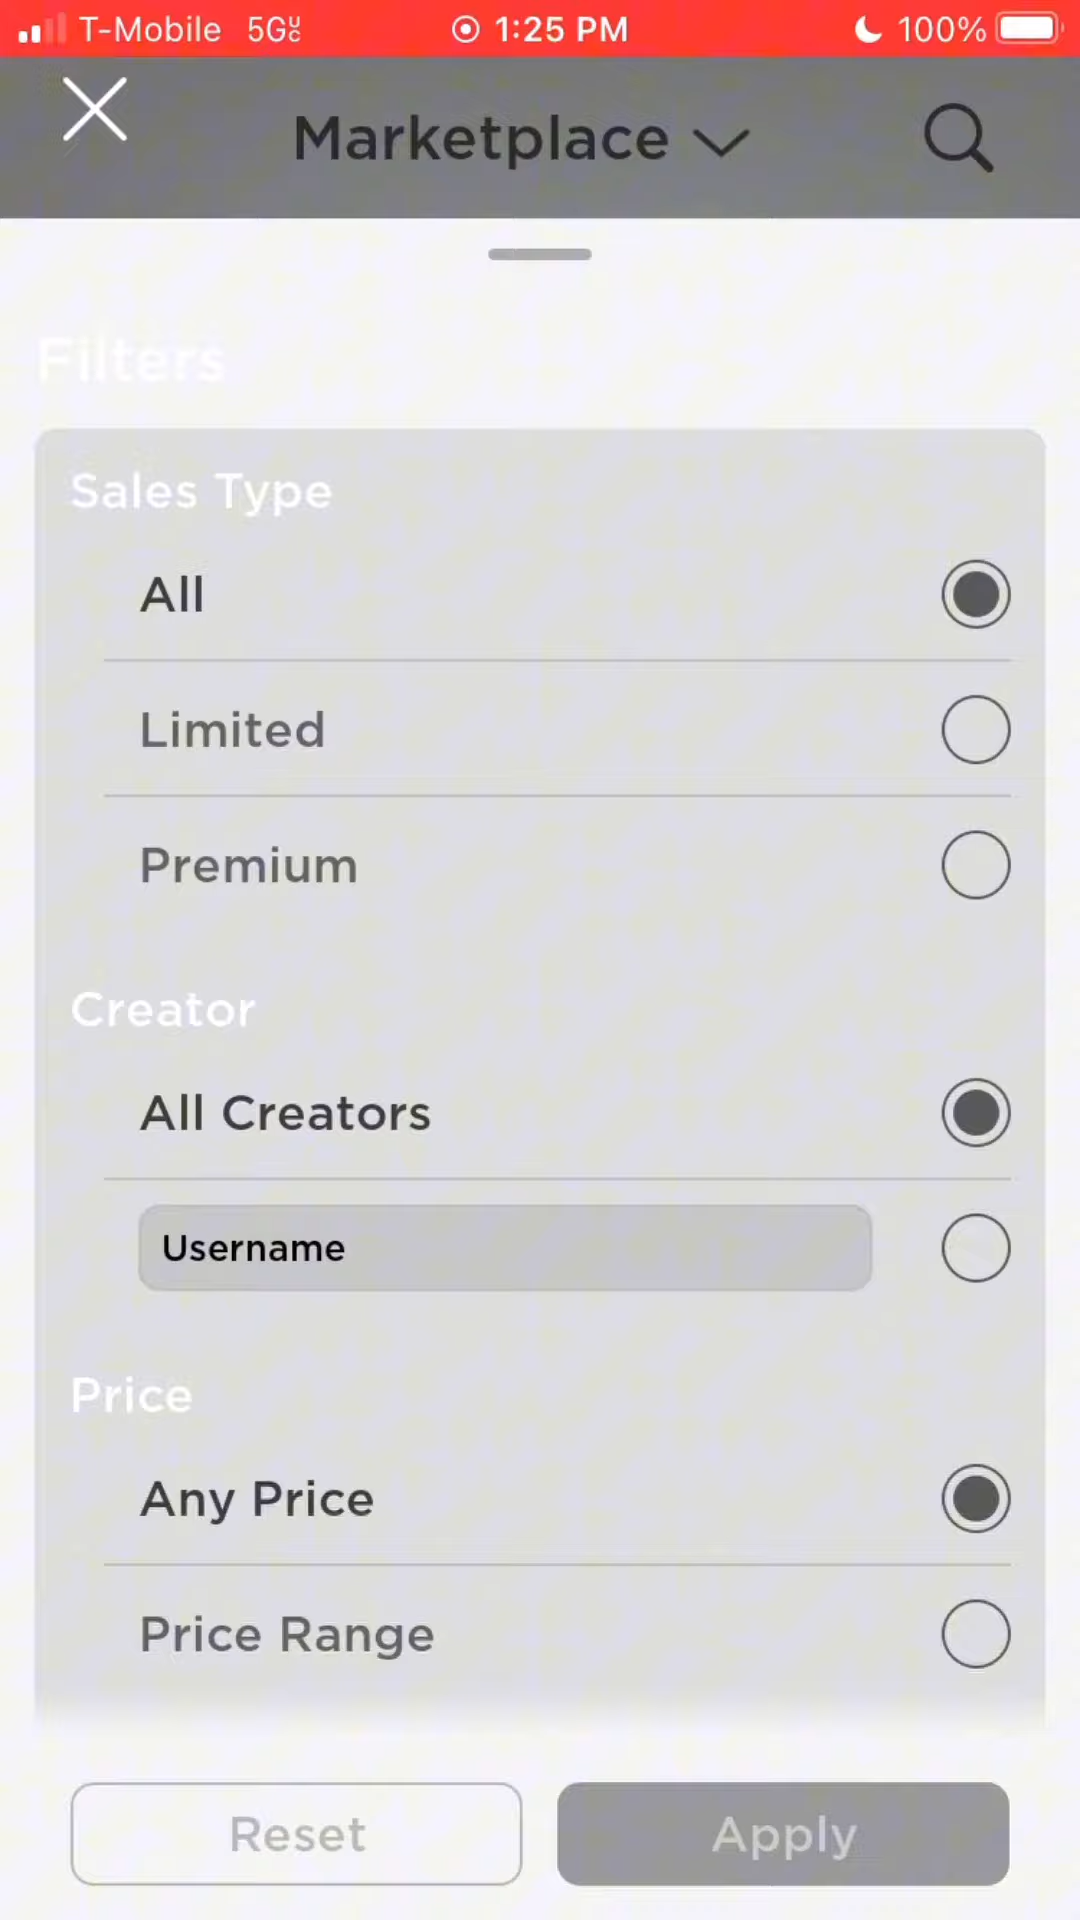 T-Mobile 5G 1:25 PM 100%
Marketplace
Filters
Sales Type
All
Limited
Premium
Creator
All Creators
Username
Price
Any Price
Price Range
Reset Apply